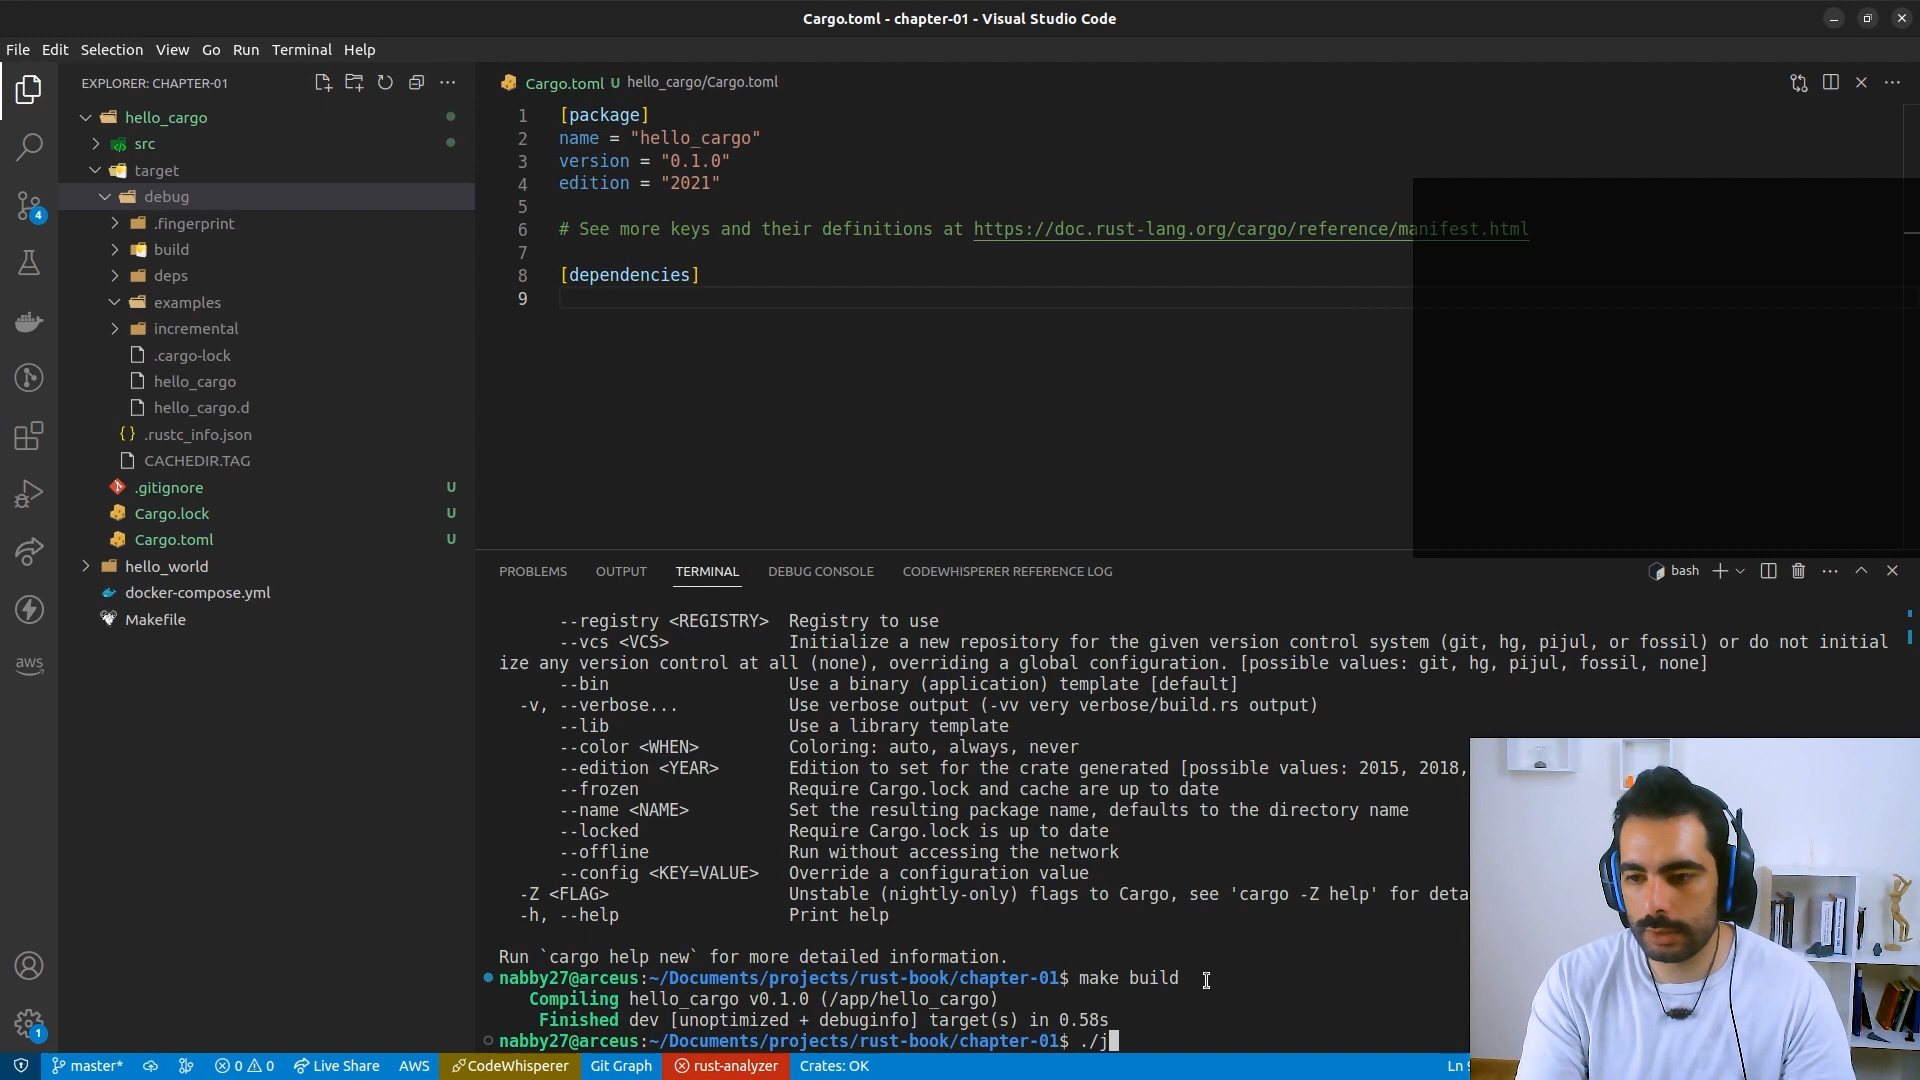 Cargo.toml - chapter-01 - Visual Studio Code
File Edit Selection View Go Run Terminal Help
EXPLORER: CHAPTER-01
hello_cargo
src
target
debug
.fingerprint
build
deps
examples
incremental
.cargo-lock
hello_cargo
hello_cargo.d
.rustc_info.json
CACHEDIR.TAG
.gitignore U
Cargo.lock U
Cargo.toml U
hello_world
docker-compose.yml
Makefile
4
aws
1
Cargo.toml U hello_cargo/Cargo.toml
1 [package]
2 name = "hello_cargo"
3 version = "0.1.0"
4 edition = "2021"
5
6 # See more keys and their definitions at https://doc.rust-lang.org/cargo/reference/manifest.html
7
8 [dependencies]
9
PROBLEMS OUTPUT TERMINAL DEBUG CONSOLE CODEWHISPERER REFERENCE LOG
bash
--registry <REGISTRY> Registry to use
--vcs <VCS> Initialize a new repository for the given version control system (git, hg, pijul, or fossil) or do not initial
ize any version control at all (none), overriding a global configuration. [possible values: git, hg, pijul, fossil, none]
--bin Use a binary (application) template [default]
-v, --verbose... Use verbose output (-vv very verbose/build.rs output)
--lib Use a library template
--color <WHEN> Coloring: auto, always, never
--edition <YEAR> Edition to set for the crate generated [possible values: 2015, 2018,
--frozen Require Cargo.lock and cache are up to date
--name <NAME> Set the resulting package name, defaults to the directory name
--locked Require Cargo.lock is up to date
--offline Run without accessing the network
--config <KEY=VALUE> Override a configuration value
-Z <FLAG> Unstable (nightly-only) flags to Cargo, see 'cargo -Z help' for deta
-h, --help Print help
Run `cargo help new` for more detailed information.
nabby27@arceus:~/Documents/projects/rust-book/chapter-01$ make build
Compiling hello_cargo v0.1.0 (/app/hello_cargo)
Finished dev [unoptimized + debuginfo] target(s) in 0.58s
nabby27@arceus:~/Documents/projects/rust-book/chapter-01$ ./j
master* 0 0 Live Share AWS CodeWhisperer Git Graph rust-analyzer Crates: OK Ln